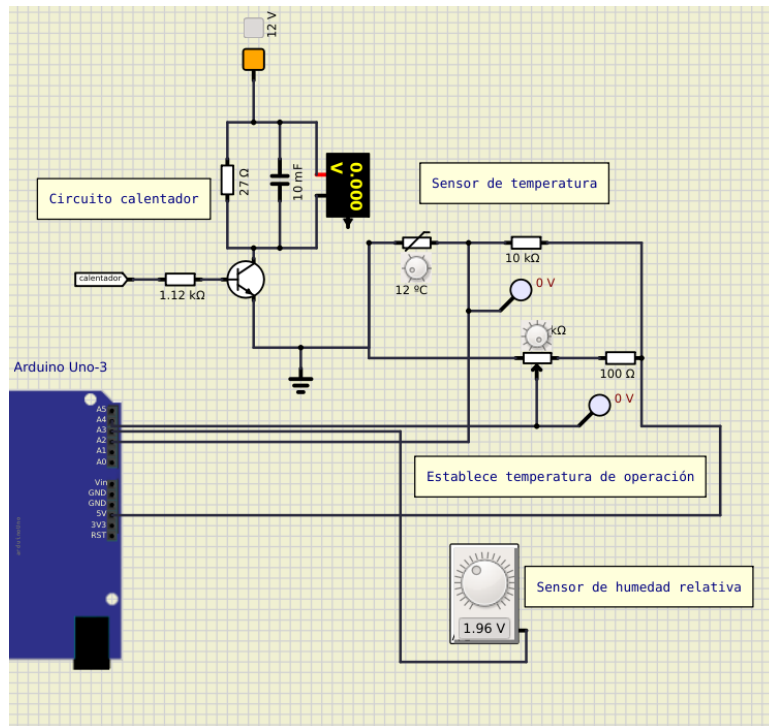 12 V
27 Ω
10 mF
0.000
V
Circuito calentador
Sensor de temperatura
calentador
1.12 kΩ
10 kΩ
12 ºC
0 V
kΩ
100 Ω
0 V
Arduino Uno-3
A5
A4
A3
A2
A1
A0
Vin
GND
GND
5V
3V3
RST
Establece temperatura de operación
Sensor de humedad relativa
1.96 V